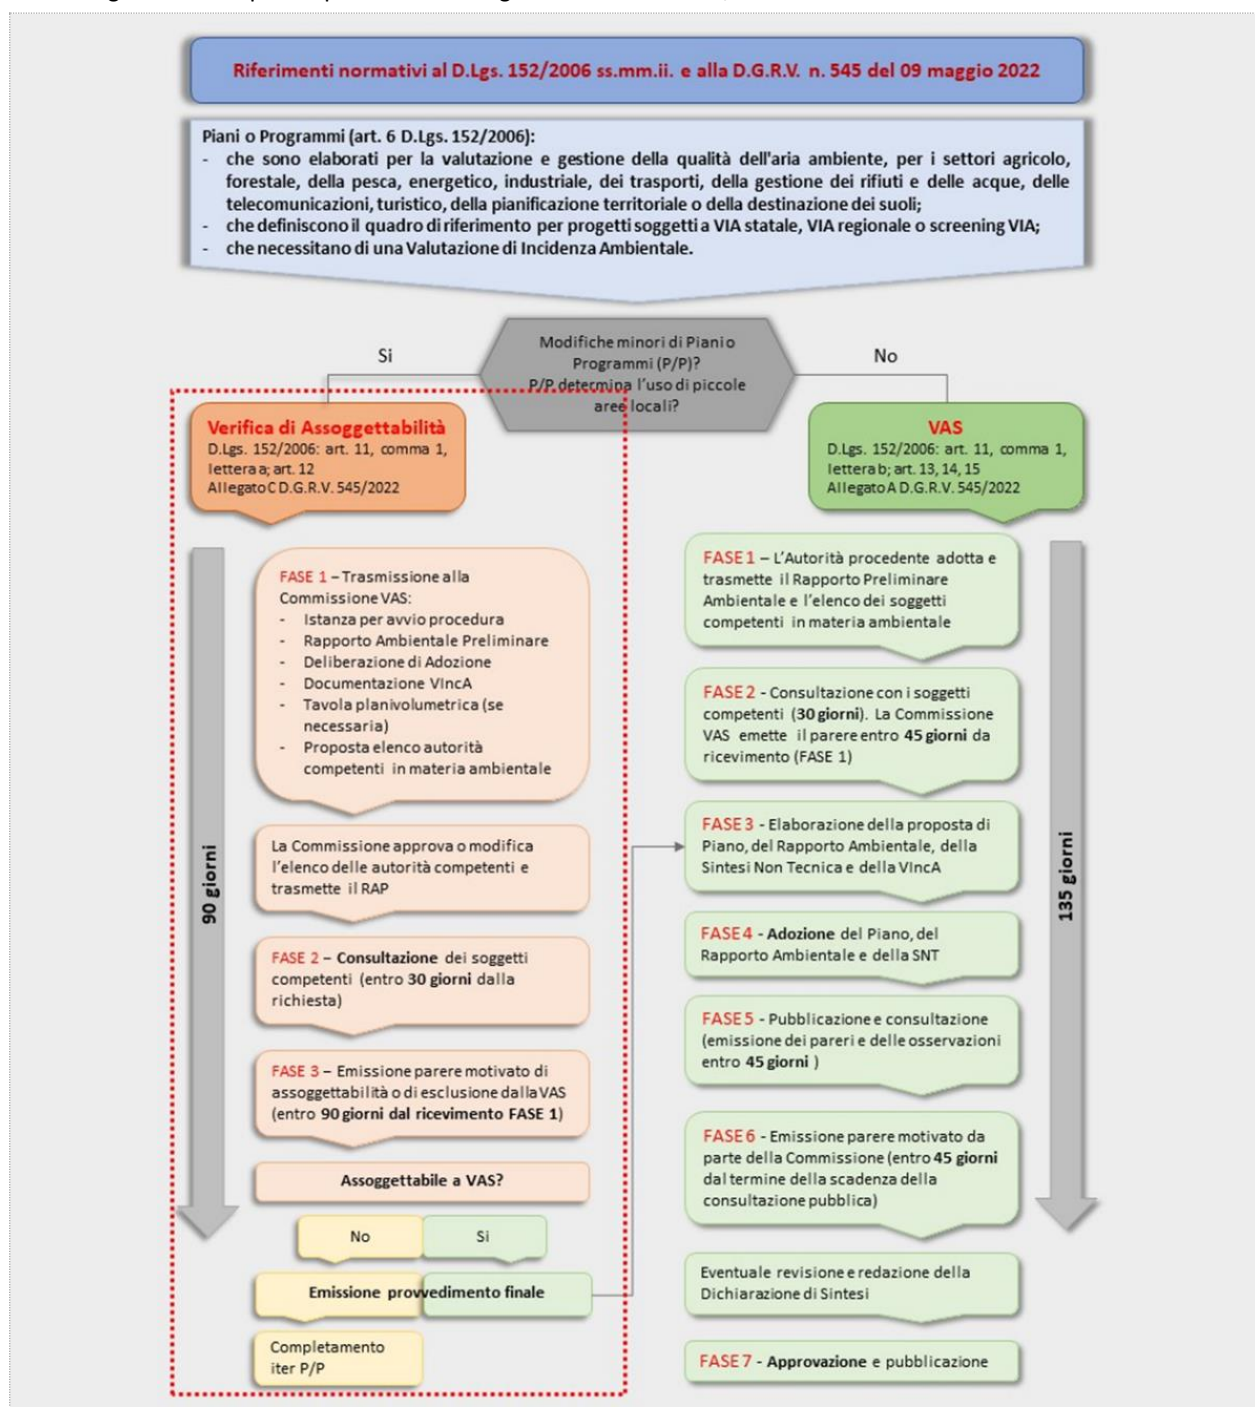 Riferimenti normativi al D.Lgs. 152/2006 ss.mm.ii. e alla D.G.R.V. n. 545 del 09 maggio 2022
Piani o Programmi (art. 6 D.Lgs. 152/2006):
- che sono elaborati per la valutazione e gestione della qualità dell'aria ambiente, per i settori agricolo,
forestale, della pesca, energetico, industriale, dei trasporti, della gestione dei rifiuti e delle acque, delle
telecomunicazioni, turistico, della pianificazione territoriale o della destinazione dei suoli;
- che definiscono il quadro di riferimento per progetti soggetti a VIA statale, VIA regionale o screening VIA;
- che necessitano di una Valutazione di Incidenza Ambientale.
Modifiche minori di Piani o
Programmi (P/P)?
P/P determina l'uso di piccole
aree locali?
Si
No
Verifica di Assoggettabilità
D.Lgs. 152/2006: art. 11, comma 1,
lettera a; art. 12
Allegato C D.G.R.V. 545/2022
90 giorni
FASE 1 – Trasmissione alla
Commissione VAS:
- Istanza per avvio procedura
- Rapporto Ambientale Preliminare
- Deliberazione di Adozione
- Documentazione VIncA
- Tavola planivolumetrica (se
necessaria)
- Proposta elenco autorità
competenti in materia ambientale
La Commissione approva o modifica
l'elenco delle autorità competenti e
trasmette il RAP
FASE 2 – Consultazione dei soggetti
competenti (entro 30 giorni dalla
richiesta)
FASE 3 – Emissione parere motivato di
assoggettabilità o di esclusione dalla VAS
(entro 90 giorni dal ricevimento FASE 1)
Assoggettabile a VAS?
No
Si
Emissione provvedimento finale
Completamento
iter P/P
VAS
D.Lgs. 152/2006: art. 11, comma 1,
lettera b; art. 13, 14, 15
Allegato A D.G.R.V. 545/2022
FASE 1 – L'Autorità procedente adotta e
trasmette il Rapporto Preliminare
Ambientale e l'elenco dei soggetti
competenti in materia ambientale
FASE 2 - Consultazione con i soggetti
competenti (30 giorni). La Commissione
VAS emette il parere entro 45 giorni da
ricevimento (FASE 1)
FASE 3 - Elaborazione della proposta di
Piano, del Rapporto Ambientale, della
Sintesi Non Tecnica e della VIncA
FASE 4 - Adozione del Piano, del
Rapporto Ambientale e della SNT
FASE 5 - Pubblicazione e consultazione
(emissione dei pareri e delle osservazioni
entro 45 giorni )
FASE 6 - Emissione parere motivato da
parte della Commissione (entro 45 giorni
dal termine della scadenza della
consultazione pubblica)
Eventuale revisione e redazione della
Dichiarazione di Sintesi
FASE 7 - Approvazione e pubblicazione
135 giorni